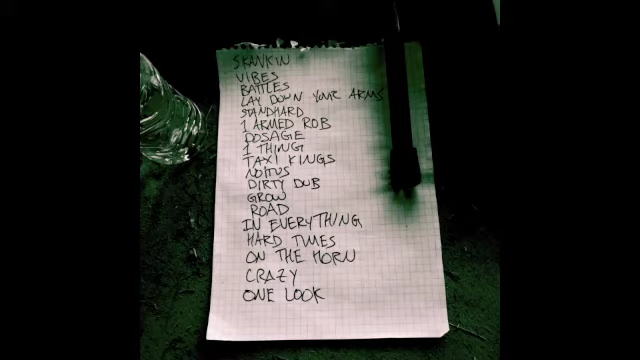 SKANKIN
VIBES
BATTLES
LAY DOWN YOUR ARMS
STANDHARD
1 ARMED ROB
DOSAGE
1 THING
TAXI KINGS
NOITUS
DIRTY DUB
GROW
ROAD
IN EVERYTHING
HARD TIMES
ON THE HORN
CRAZY
ONE LOOK